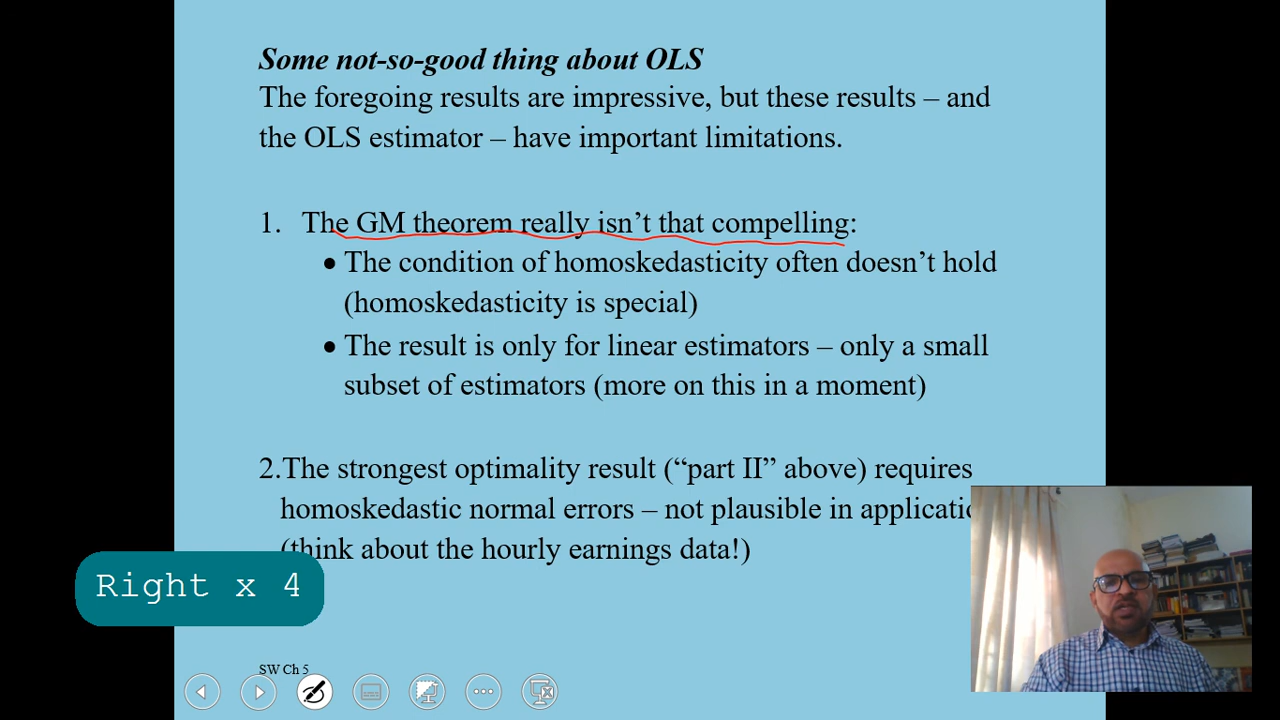 Some not-so-good thing about OLS
The foregoing results are impressive, but these results – and
the OLS estimator – have important limitations.
1. The GM theorem really isn’t that compelling:
• The condition of homoskedasticity often doesn’t hold
(homoskedasticity is special)
• The result is only for linear estimators – only a small
subset of estimators (more on this in a moment)
2.The strongest optimality result (“part II” above) requires
homoskedastic normal errors – not plausible in applicatio
(think about the hourly earnings data!)
Right x 4
SW Ch 5